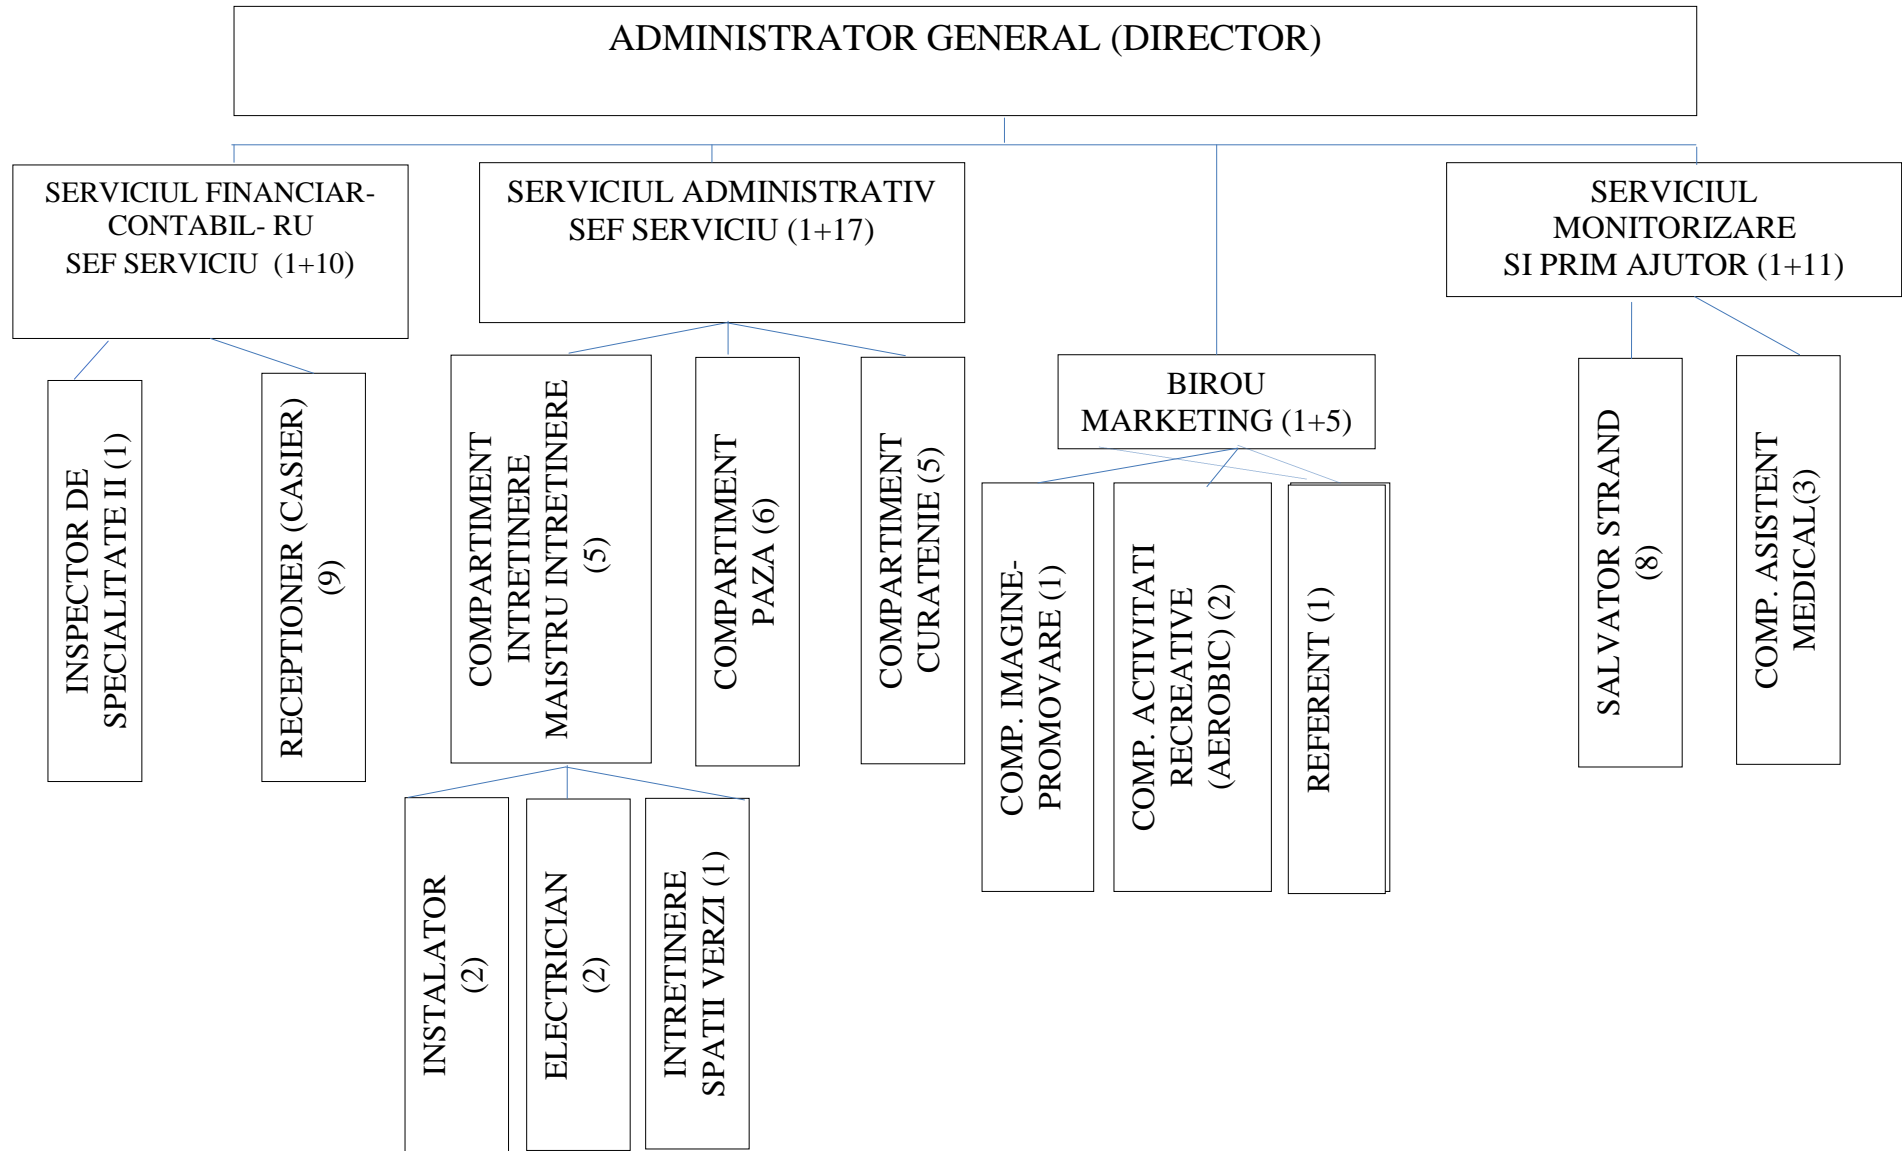 ADMINISTRATOR GENERAL (DIRECTOR)
SERVICIUL FINANCIAR-
CONTABIL- RU
SEF SERVICIU (1+10)
SERVICIUL ADMINISTRATIV
SEF SERVICIU (1+17)
SERVICIUL
MONITORIZARE
SI PRIM AJUTOR (1+11)
BIROU
MARKETING (1+5)
INSPECTOR DE
SPECIALITATE II (1)
RECEPTIONER (CASIER)
(9)
COMPARTIMENT
INTRETINERE
MAISTRU INTRETINERE
(5)
COMPARTIMENT
PAZA (6)
COMPARTIMENT
CURATENIE (5)
COMP. IMAGINE-
PROMOVARE (1)
COMP. ACTIVITATI
RECREATIVE
(AEROBIC) (2)
REFERENT (1)
SALVATOR STRAND
(8)
COMP. ASISTENT
MEDICAL(3)
INSTALATOR
(2)
ELECTRICIAN
(2)
INTRETINERE
SPATII VERZI (1)